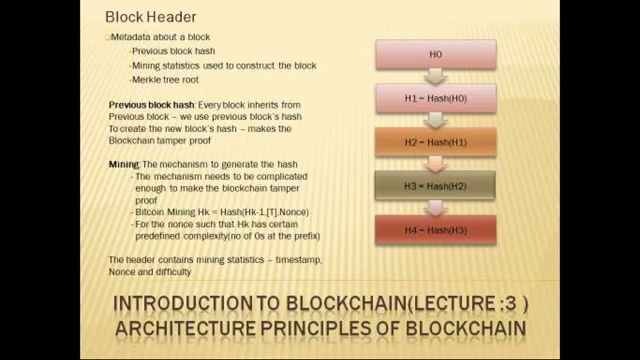 Block Header
Metadata about a block
Previous block hash
Mining statistics used to construct the block
Merkle tree root
Previous block hash: Every block inherits from
Previous block – we use previous block's hash
To create the new block's hash – makes the
Blockchain tamper proof
Mining: The mechanism to generate the hash
- The mechanism needs to be complicated
enough to make the blockchain tamper
proof
- Bitcoin Mining Hk = Hash(Hk-1,[T].Nonce)
- For the nonce such that Hk has certain
predefined complexity(no of 0s at the prefix)
The header contains mining statistics – timestamp,
Nonce and difficulty
H0
H1 = Hash(H0)
H2 = Hash(H1)
H3 = Hash(H2)
H4 = Hash(H3)
INTRODUCTION TO BLOCKCHAIN(LECTURE :3 )
ARCHITECTURE PRINCIPLES OF BLOCKCHAIN